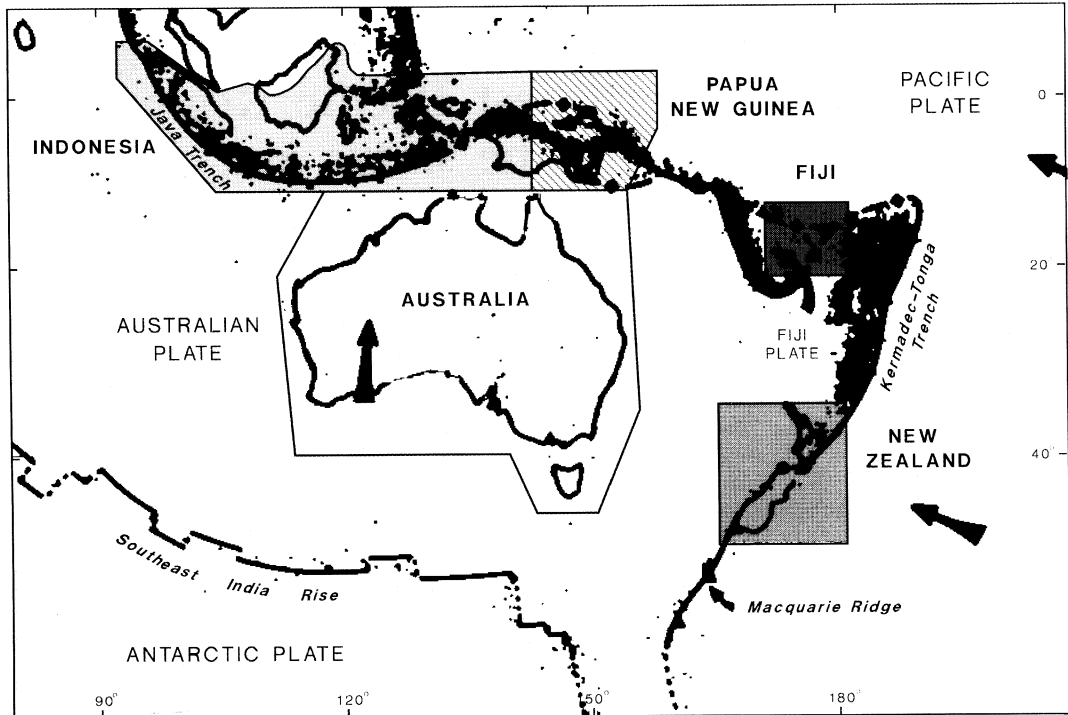 PAPUA
NEW GUINEA
PACIFIC
PLATE
0
INDONESIA
Java Trench
FIJI
20
AUSTRALIA
AUSTRALIAN
PLATE
FIJI
PLATE
Kermadec-Tonga
Trench
NEW
ZEALAND
40°
Southeast India Rise
Macquarie Ridge
ANTARCTIC PLATE
90°
120°
150°
180°